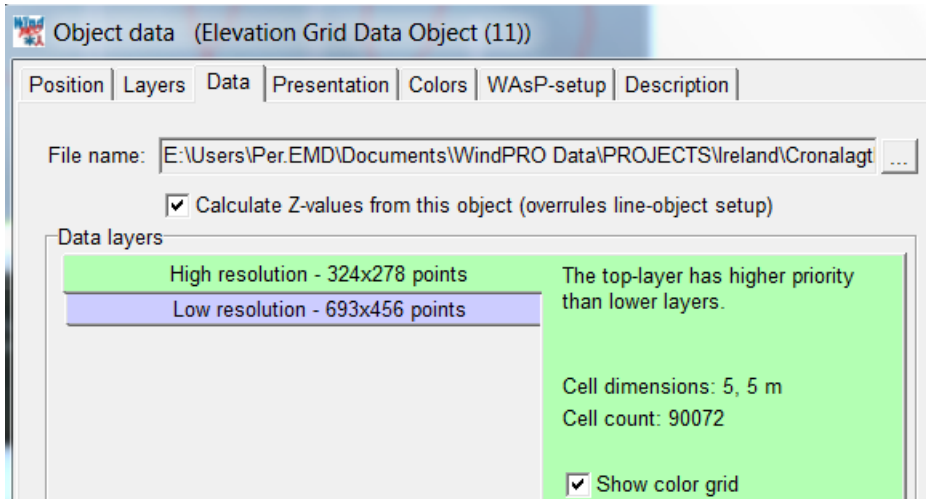 Object data (Elevation Grid Data Object (11))
Position Layers Data Presentation Colors WAsP-setup Description
File name: E:\Users\Per.EMD\Documents\WindPRO Data\PROJECTS\Ireland\Cronalagt ...
Calculate Z-values from this object (overrules line-object setup)
Data layers
High resolution - 324x278 points
Low resolution - 693x456 points
The top-layer has higher priority
than lower layers.
Cell dimensions: 5, 5 m
Cell count: 90072
Show color grid